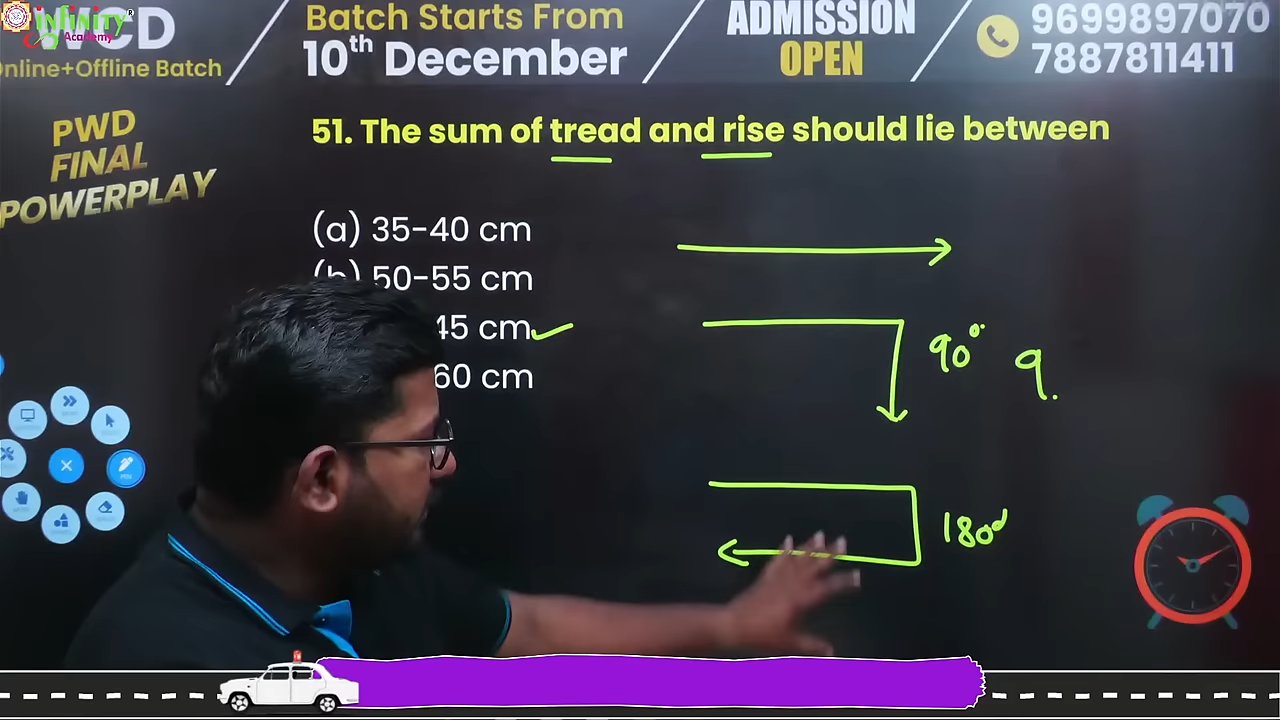 infinity
Academy
CD
Online+Offline Batch
Batch Starts From
10th December
ADMISSION
OPEN
9699897070
7887811411
PWD
FINAL
POWERPLAY
51. The sum of tread and rise should lie between
(a) 35-40 cm
(b) 50-55 cm
45 cm
60 cm
90° 9.
180°